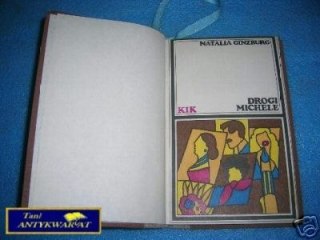 NATALIA GINZBURG
DROGI
MICHELE
KIK
Tani
ANTYKWARIAT